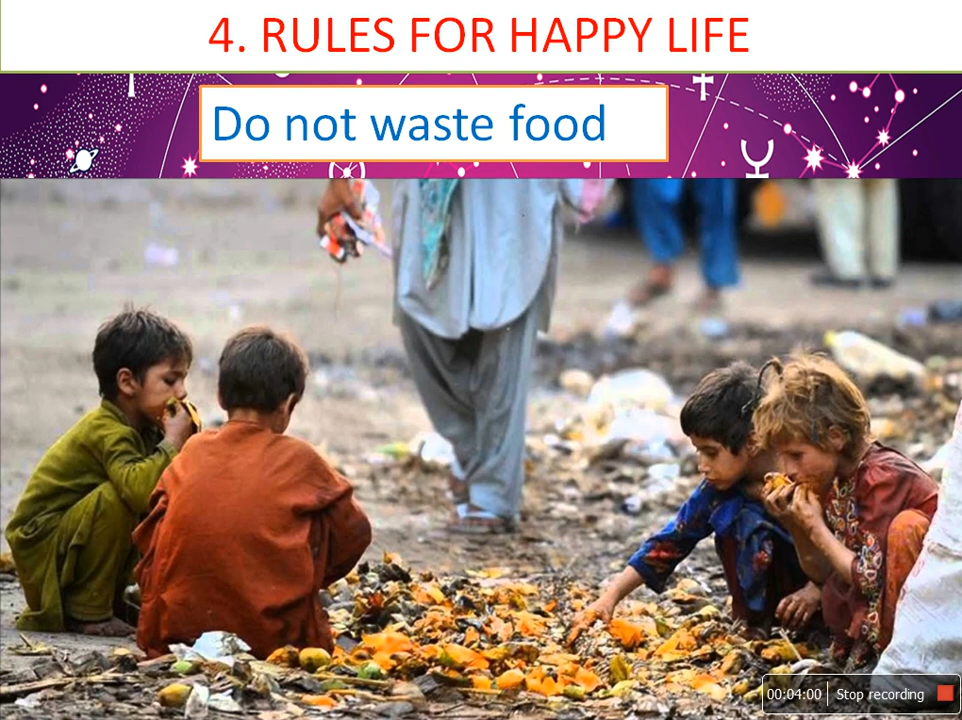 4. RULES FOR HAPPY LIFE
Do not waste food
00:04:00 Stop recording